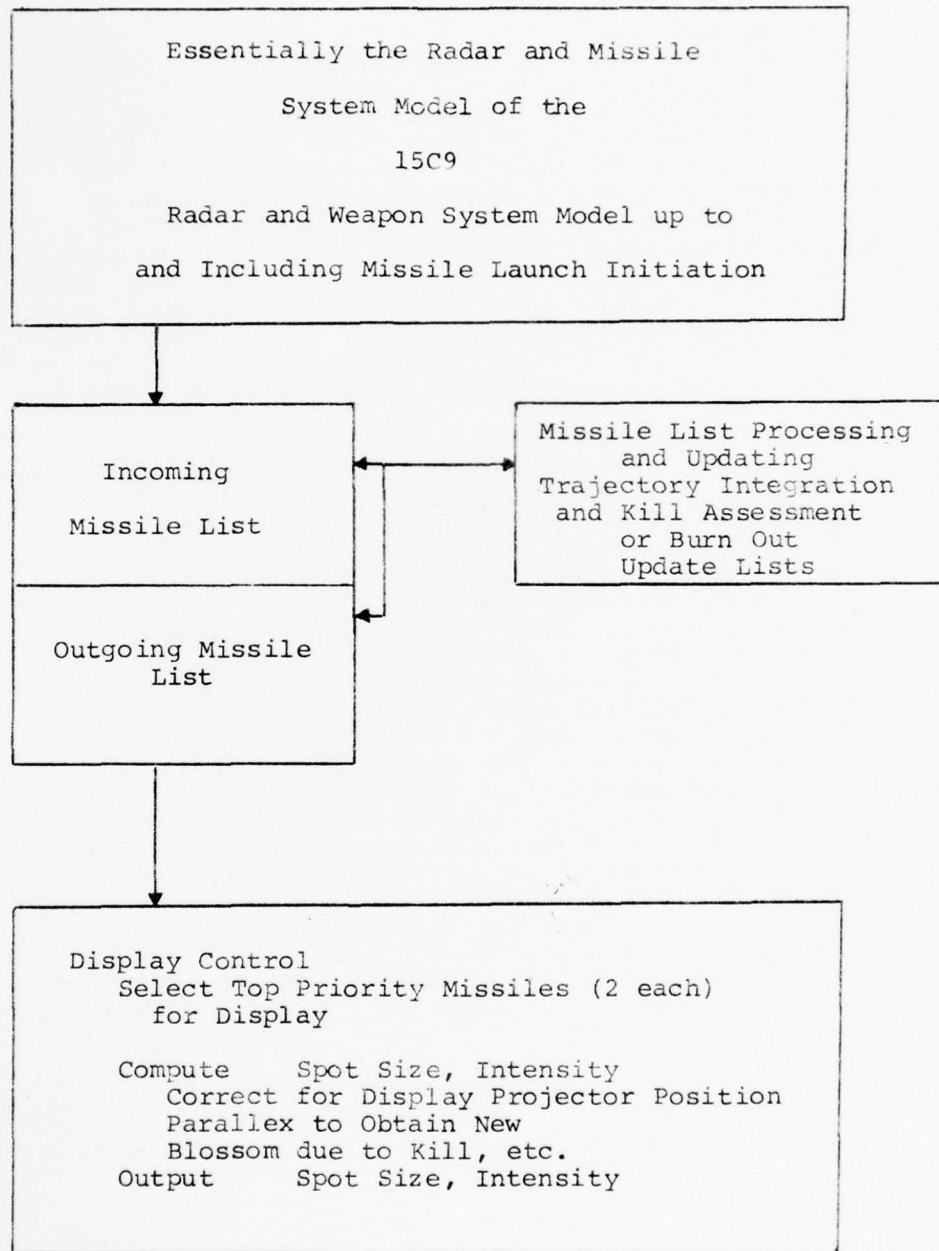 Essentially the Radar and Missile
System Model of the
15C9
Radar and Weapon System Model up to
and Including Missile Launch Initiation
Incoming
Missile List
Missile List Processing
and Updating
Trajectory Integration
and Kill Assessment
or Burn Out
Update Lists
Outgoing Missile
List
Display Control
Select Top Priority Missiles (2 each)
for Display
Compute Spot Size, Intensity
Correct for Display Projector Position
Parallex to Obtain New
Blossom due to Kill, etc.
Output Spot Size, Intensity